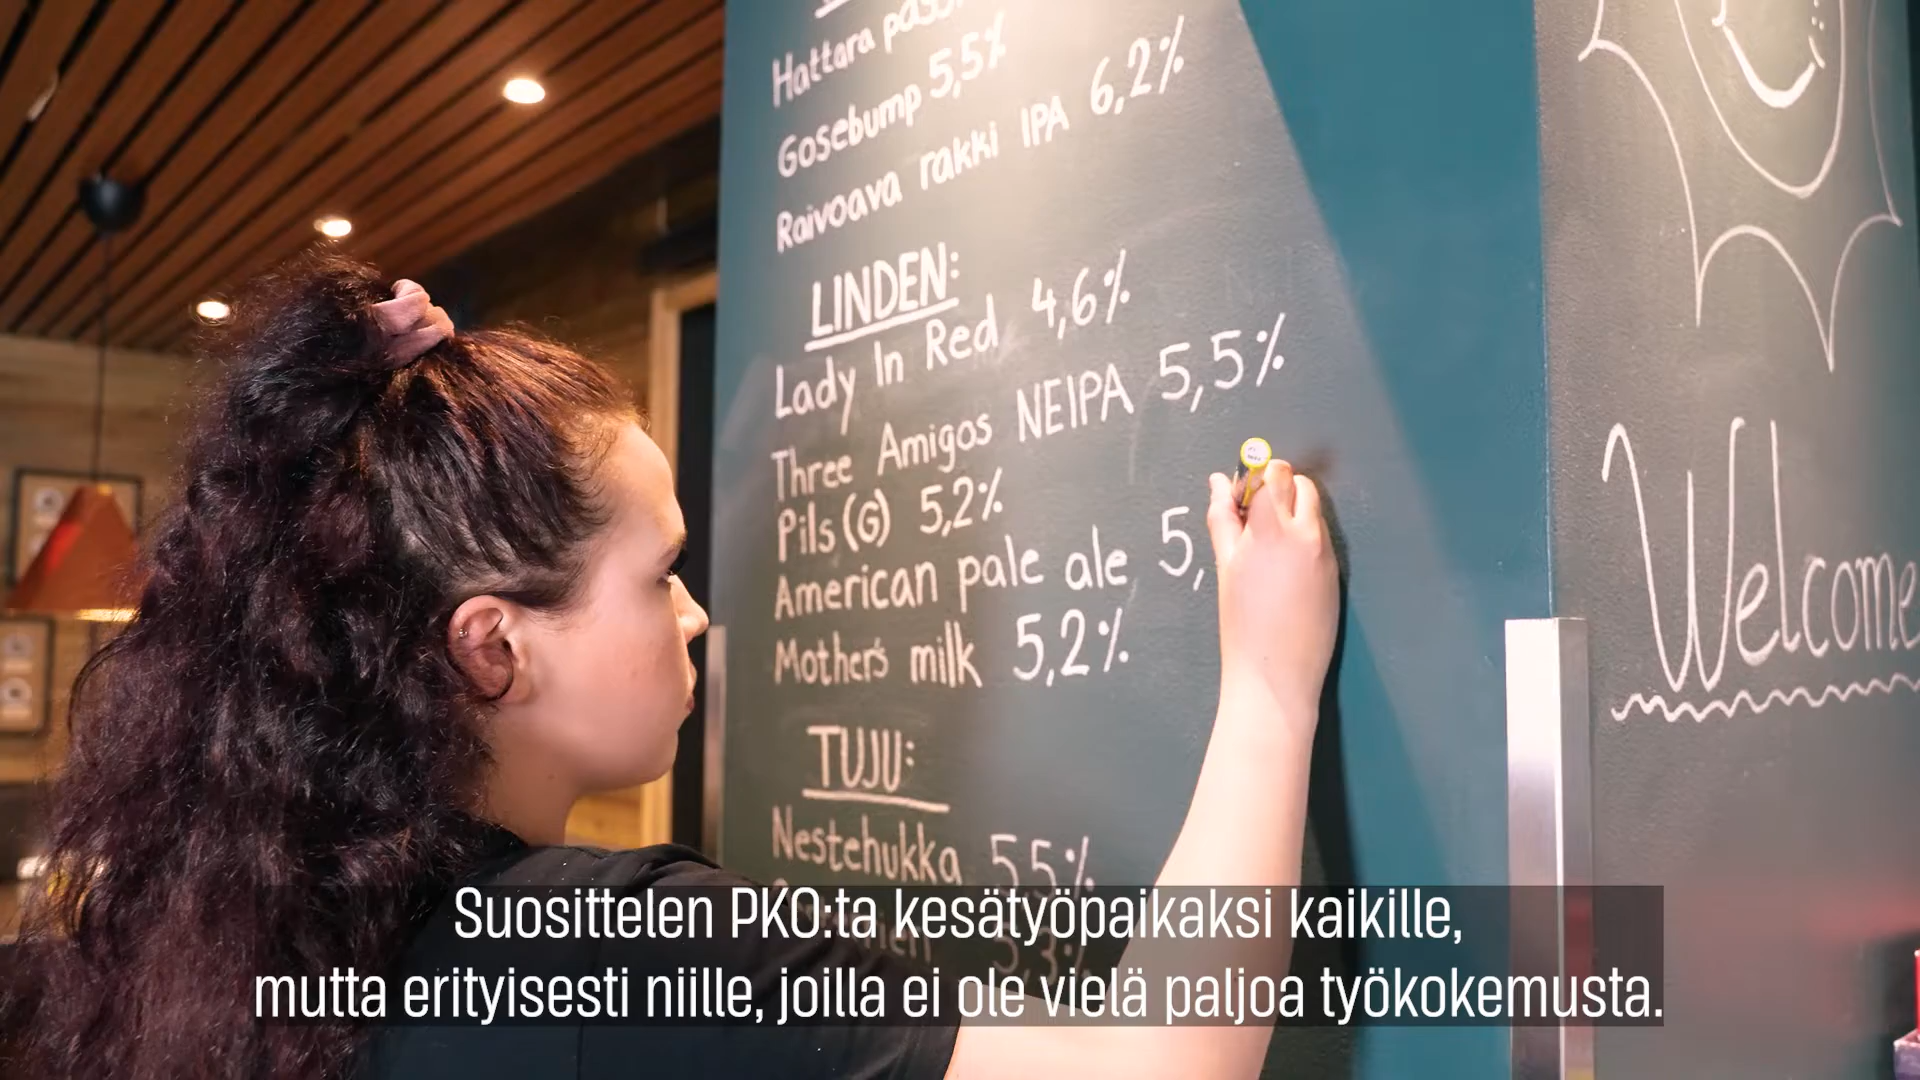 Hattara
Gosebump 5,5%
Raivoava rakki IPA 6,2%
LINDEN:
Lady In Red 4,6%
Three Amigos NEIPA 5,5%
Pils (G) 5,2%
American pale ale 5,
Mother's milk 5,2%
TUJU:
Nestehukka 5,5%
5,3%
Welcome
Suosittelen PKO:ta kesätyöpaikaksi kaikille,
mutta erityisesti niille, joilla ei ole vielä paljoa työkokemusta.